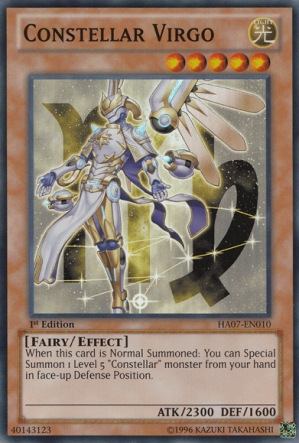 CONSTELLAR VIRGO
LIGHT
光
1st Edition
HA07-EN010
[FAIRY/EFFECT]
When this card is Normal Summoned: You can Special
Summon 1 Level 5 "Constellar" monster from your hand
in face-up Defense Position.
ATK/2300 DEF/1600
40143123
©1996 KAZUKI TAKAHASHI